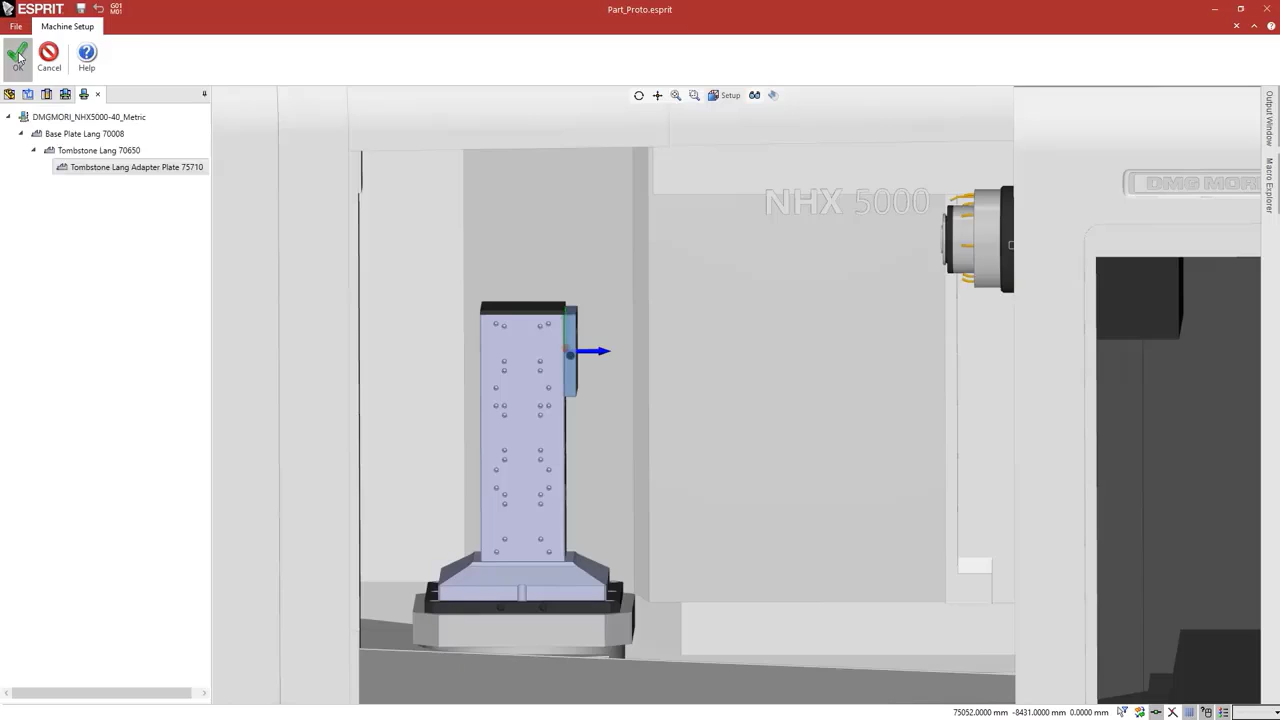 ESPRIT
G01
M01
Part_Proto.esprit
File
Machine Setup
OK
Cancel
Help
Setup
DMGMORI_NHX5000-40_Metric
Base Plate Lang 70008
Tombstone Lang 70650
Tombstone Lang Adapter Plate 75710
NHX 5000
DMG MORI
Output Window
Macro Explorer
75052.0000 mm -8431.0000 mm 0.0000 mm